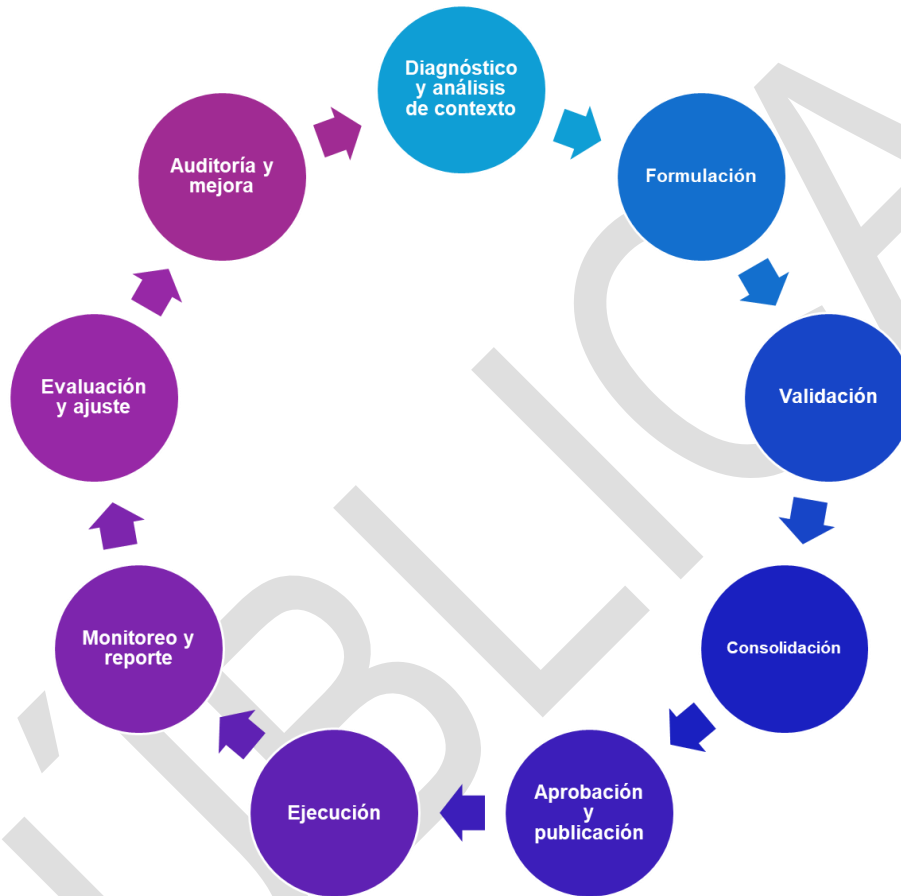 Diagnóstico
y análisis
de contexto
Formulación
Validación
Consolidación
Aprobación
y
publicación
Ejecución
Monitoreo y
reporte
Evaluación
y ajuste
Auditoría y
mejora